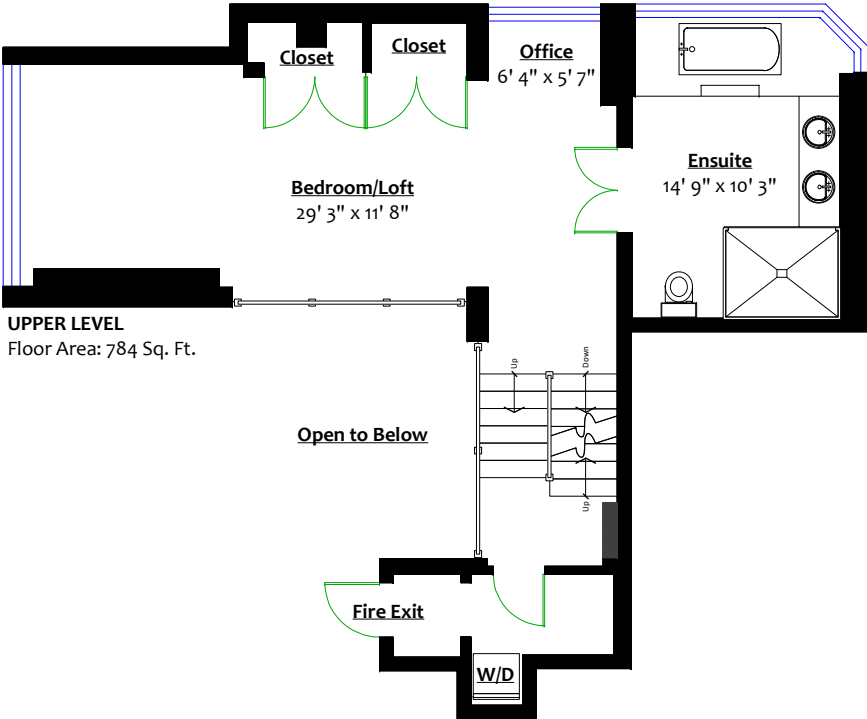 Closet
Closet
Office
6' 4" x 5' 7"
Ensuite
14' 9" x 10' 3"
Bedroom/Loft
29' 3" x 11' 8"
UPPER LEVEL
Floor Area: 784 Sq. Ft.
Up
Down
Open to Below
Up
Fire Exit
W/D